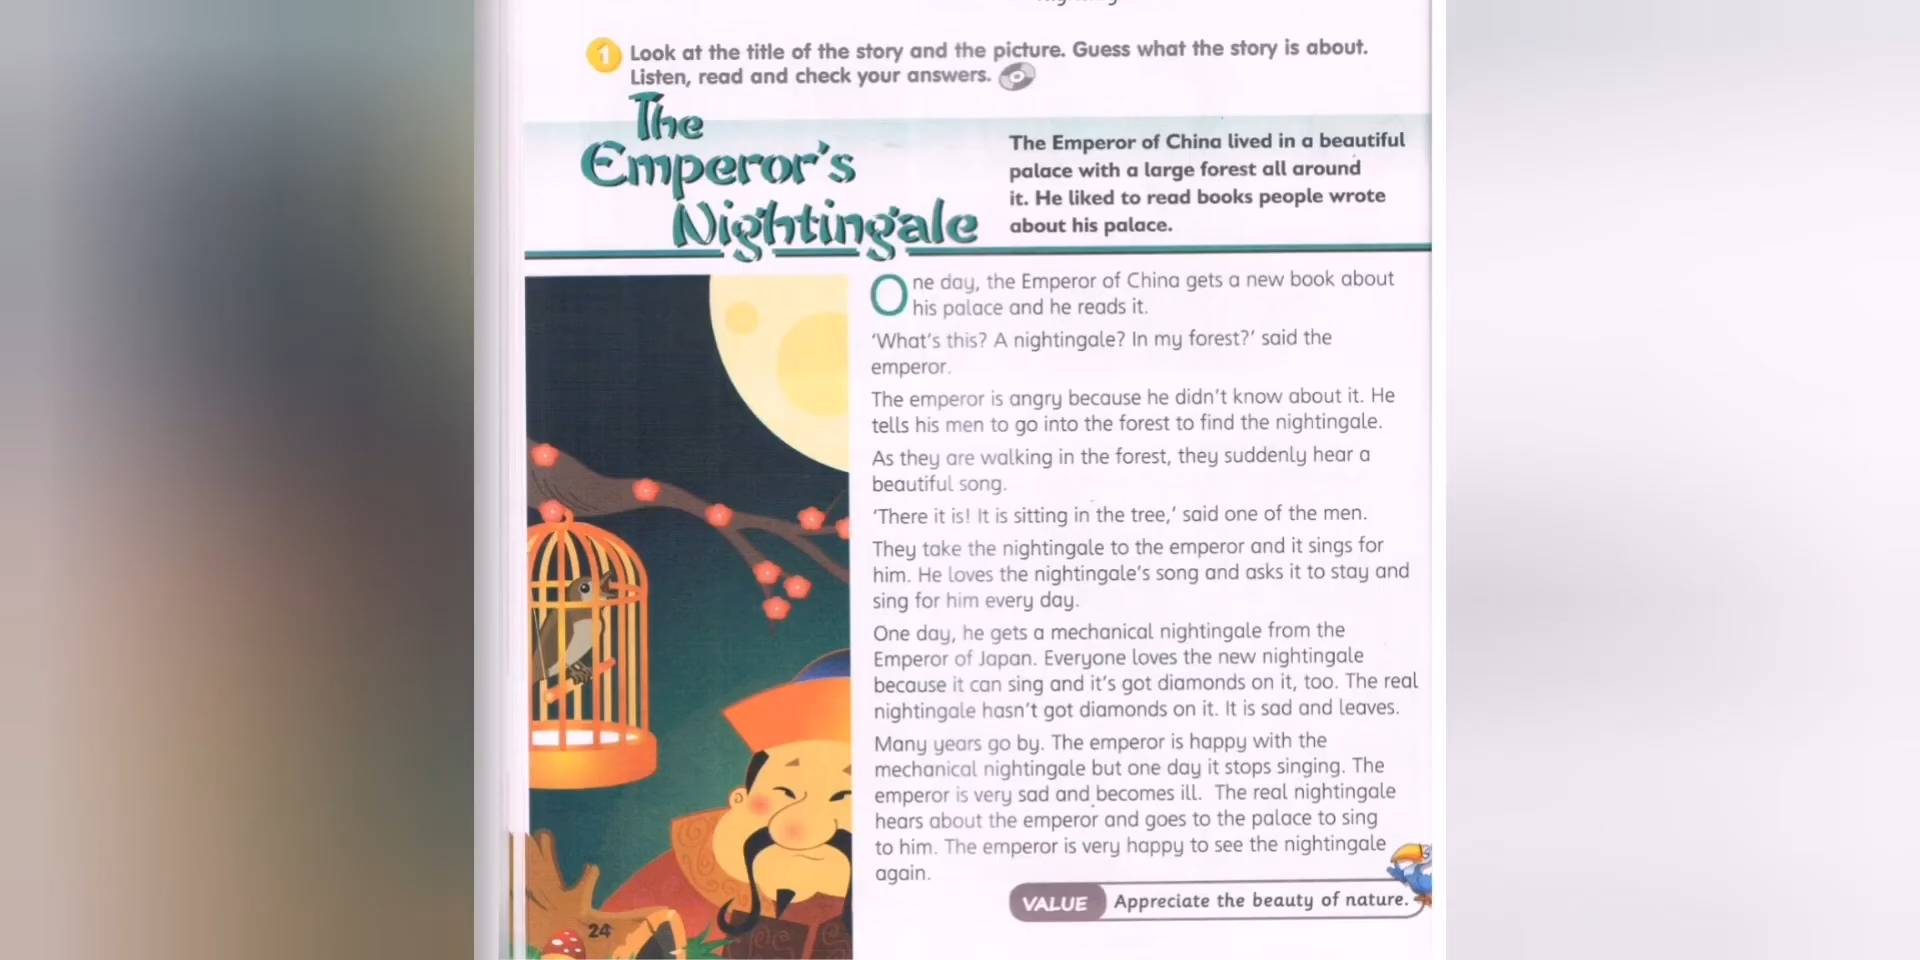 1 Look at the title of the story and the picture. Guess what the story is about.
Listen, read and check your answers.
The
Emperor's
Nightingale
The Emperor of China lived in a beautiful
palace with a large forest all around
it. He liked to read books people wrote
about his palace.
One day, the Emperor of China gets a new book about
his palace and he reads it.
'What's this? A nightingale? In my forest?' said the
emperor.
The emperor is angry because he didn't know about it. He
tells his men to go into the forest to find the nightingale.
As they are walking in the forest, they suddenly hear a
beautiful song.
'There it is! It is sitting in the tree,' said one of the men.
They take the nightingale to the emperor and it sings for
him. He loves the nightingale's song and asks it to stay and
sing for him every day.
One day, he gets a mechanical nightingale from the
Emperor of Japan. Everyone loves the new nightingale
because it can sing and it's got diamonds on it, too. The real
nightingale hasn't got diamonds on it. It is sad and leaves.
Many years go by. The emperor is happy with the
mechanical nightingale but one day it stops singing. The
emperor is very sad and becomes ill. The real nightingale
hears about the emperor and goes to the palace to sing
to him. The emperor is very happy to see the nightingale
again.
VALUE Appreciate the beauty of nature.
24